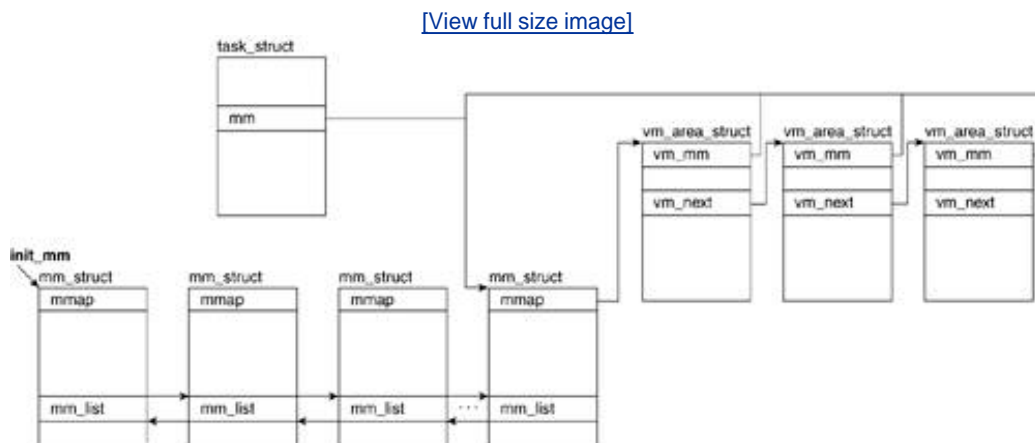 [View full size image]
task_struct
mm
vm_area_struct vm_area_struct vm_area_struct
vm_mm vm_mm vm_mm
vm_next vm_next vm_next
init_mm
mm_struct mm_struct mm_struct mm_struct
mmap mmap mmap mmap
mm_list mm_list mm_list ... mm_list